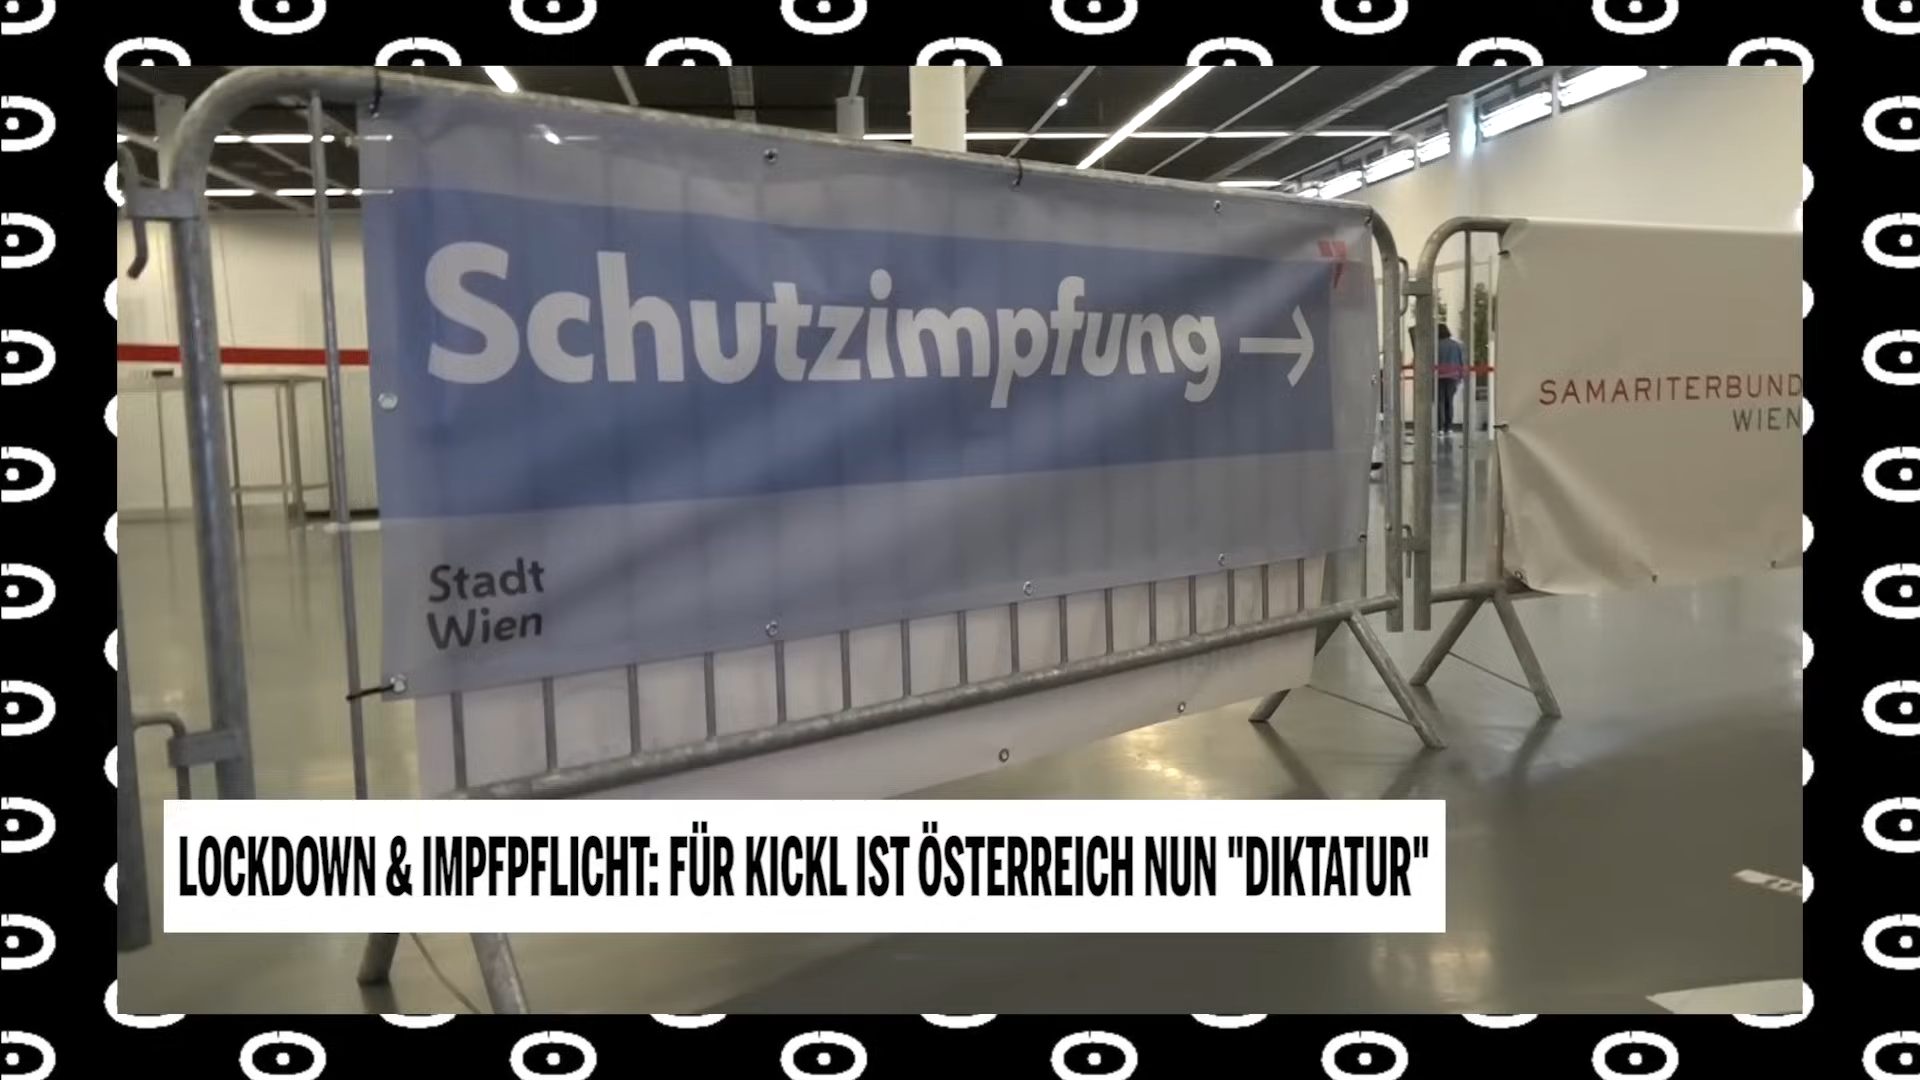 Schutzimpfung →
Stadt
Wien
SAMARITERBUND
WIEN
LOCKDOWN & IMPFPFLICHT: FÜR KICKL IST ÖSTERREICH NUN "DIKTATUR"